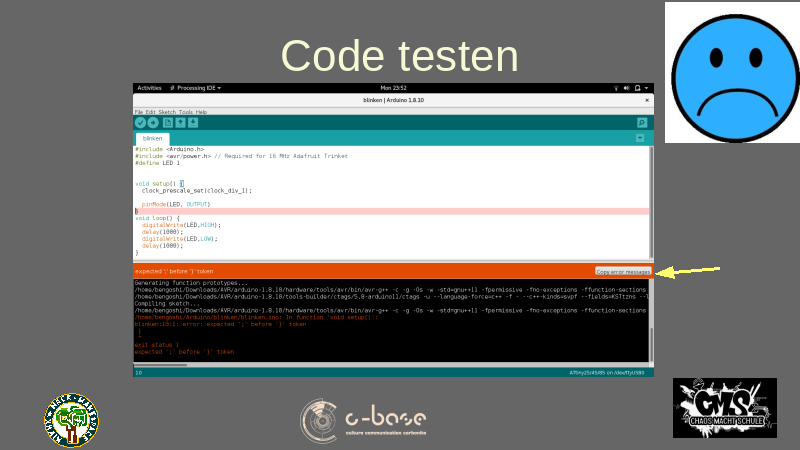 Code testen
Activities Processing IDE Mon 23:52
blinken | Arduino 1.8.10
File Edit Sketch Tools Help
blinken
#include <Arduino.h>
#include <avr/power.h> // Required for 16 MHz Adafruit Trinket
#define LED 1
void setup() {
clock_prescale_set(clock_div_1);
pinMode(LED, OUTPUT)
}
void loop() {
digitalWrite(LED,HIGH);
delay(1000);
digitalWrite(LED,LOW);
delay(1000);
}
expected ';' before '}' token
Copy error messages
Generating function prototypes...
/home/bengoshi/Downloads/AVR/arduino-1.8.10/hardware/tools/avr/bin/avr-g++ -c -g -Os -w -std=gnu++11 -fpermissive -fno-exceptions -ffunction-sections
/home/bengoshi/Downloads/AVR/arduino-1.8.10/tools-builder/ctags/5.8-arduino11/ctags -u --language-force=c++ -f - --c++-kinds=svpf --fields=KSTtzns
Compiling sketch...
/home/bengoshi/Downloads/AVR/arduino-1.8.10/hardware/tools/avr/bin/avr-g++ -c -g -Os -w -std=gnu++11 -fpermissive -fno-exceptions -ffunction-sections
/home/bengoshi/Arduino/blinken/blinken.ino: In function 'void setup()':
blinken:10:1: error: expected ';' before '}' token
}
^
exit status 1
expected ';' before '}' token
10 ATtiny25/45/85 on /dev/ttyUSB0
c-base
culture communication carbonite
CMS
CHAOS MACHT SCHULE